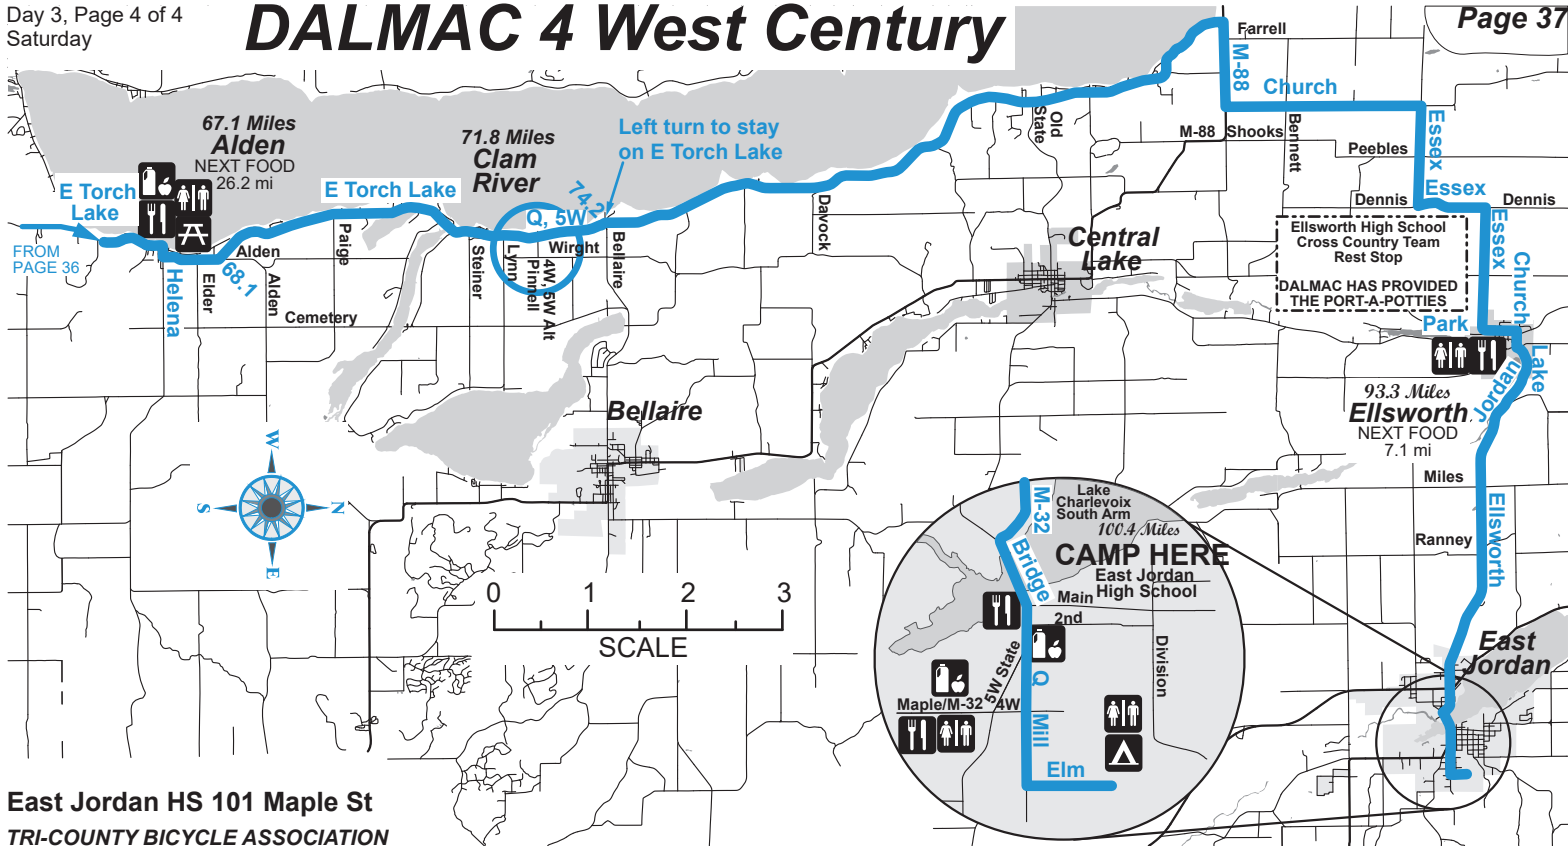 Day 3, Page 4 of 4
Saturday
DALMAC 4 West Century
Page 37
Farrell
M-88
Church
Old
State
M-88
Shooks
Bennett
Essex
Peebles
67.1 Miles
Alden
NEXT FOOD
26.2 mi
71.8 Miles
Clam
River
Left turn to stay
on E Torch Lake
E Torch
Lake
E Torch Lake
74.2
Q, 5W
Essex
Dennis
Dennis
FROM
PAGE 36
Helena
Elder
68.1
Alden
Alden
Cemetery
Paige
Steiner
Lynn
Pinnell
4W, 5W Alt
Wirght
Bellaire
Davock
Central
Lake
Ellsworth High School
Cross Country Team
Rest Stop
DALMAC HAS PROVIDED
THE PORT-A-POTTIES
Essex
Church
Park
Lake
Jordan
93.3 Miles
Ellsworth
NEXT FOOD
7.1 mi
Bellaire
W
S
N
E
Miles
Ellsworth
Ranney
0
1
2
3
SCALE
M-32
Lake
Charlevoix
South Arm
100.4 Miles
CAMP HERE
East Jordan
High School
Bridge
Main
2nd
5W State
Q
Division
Maple/M-32
4W
Mill
Elm
East
Jordan
East Jordan HS 101 Maple St
TRI-COUNTY BICYCLE ASSOCIATION